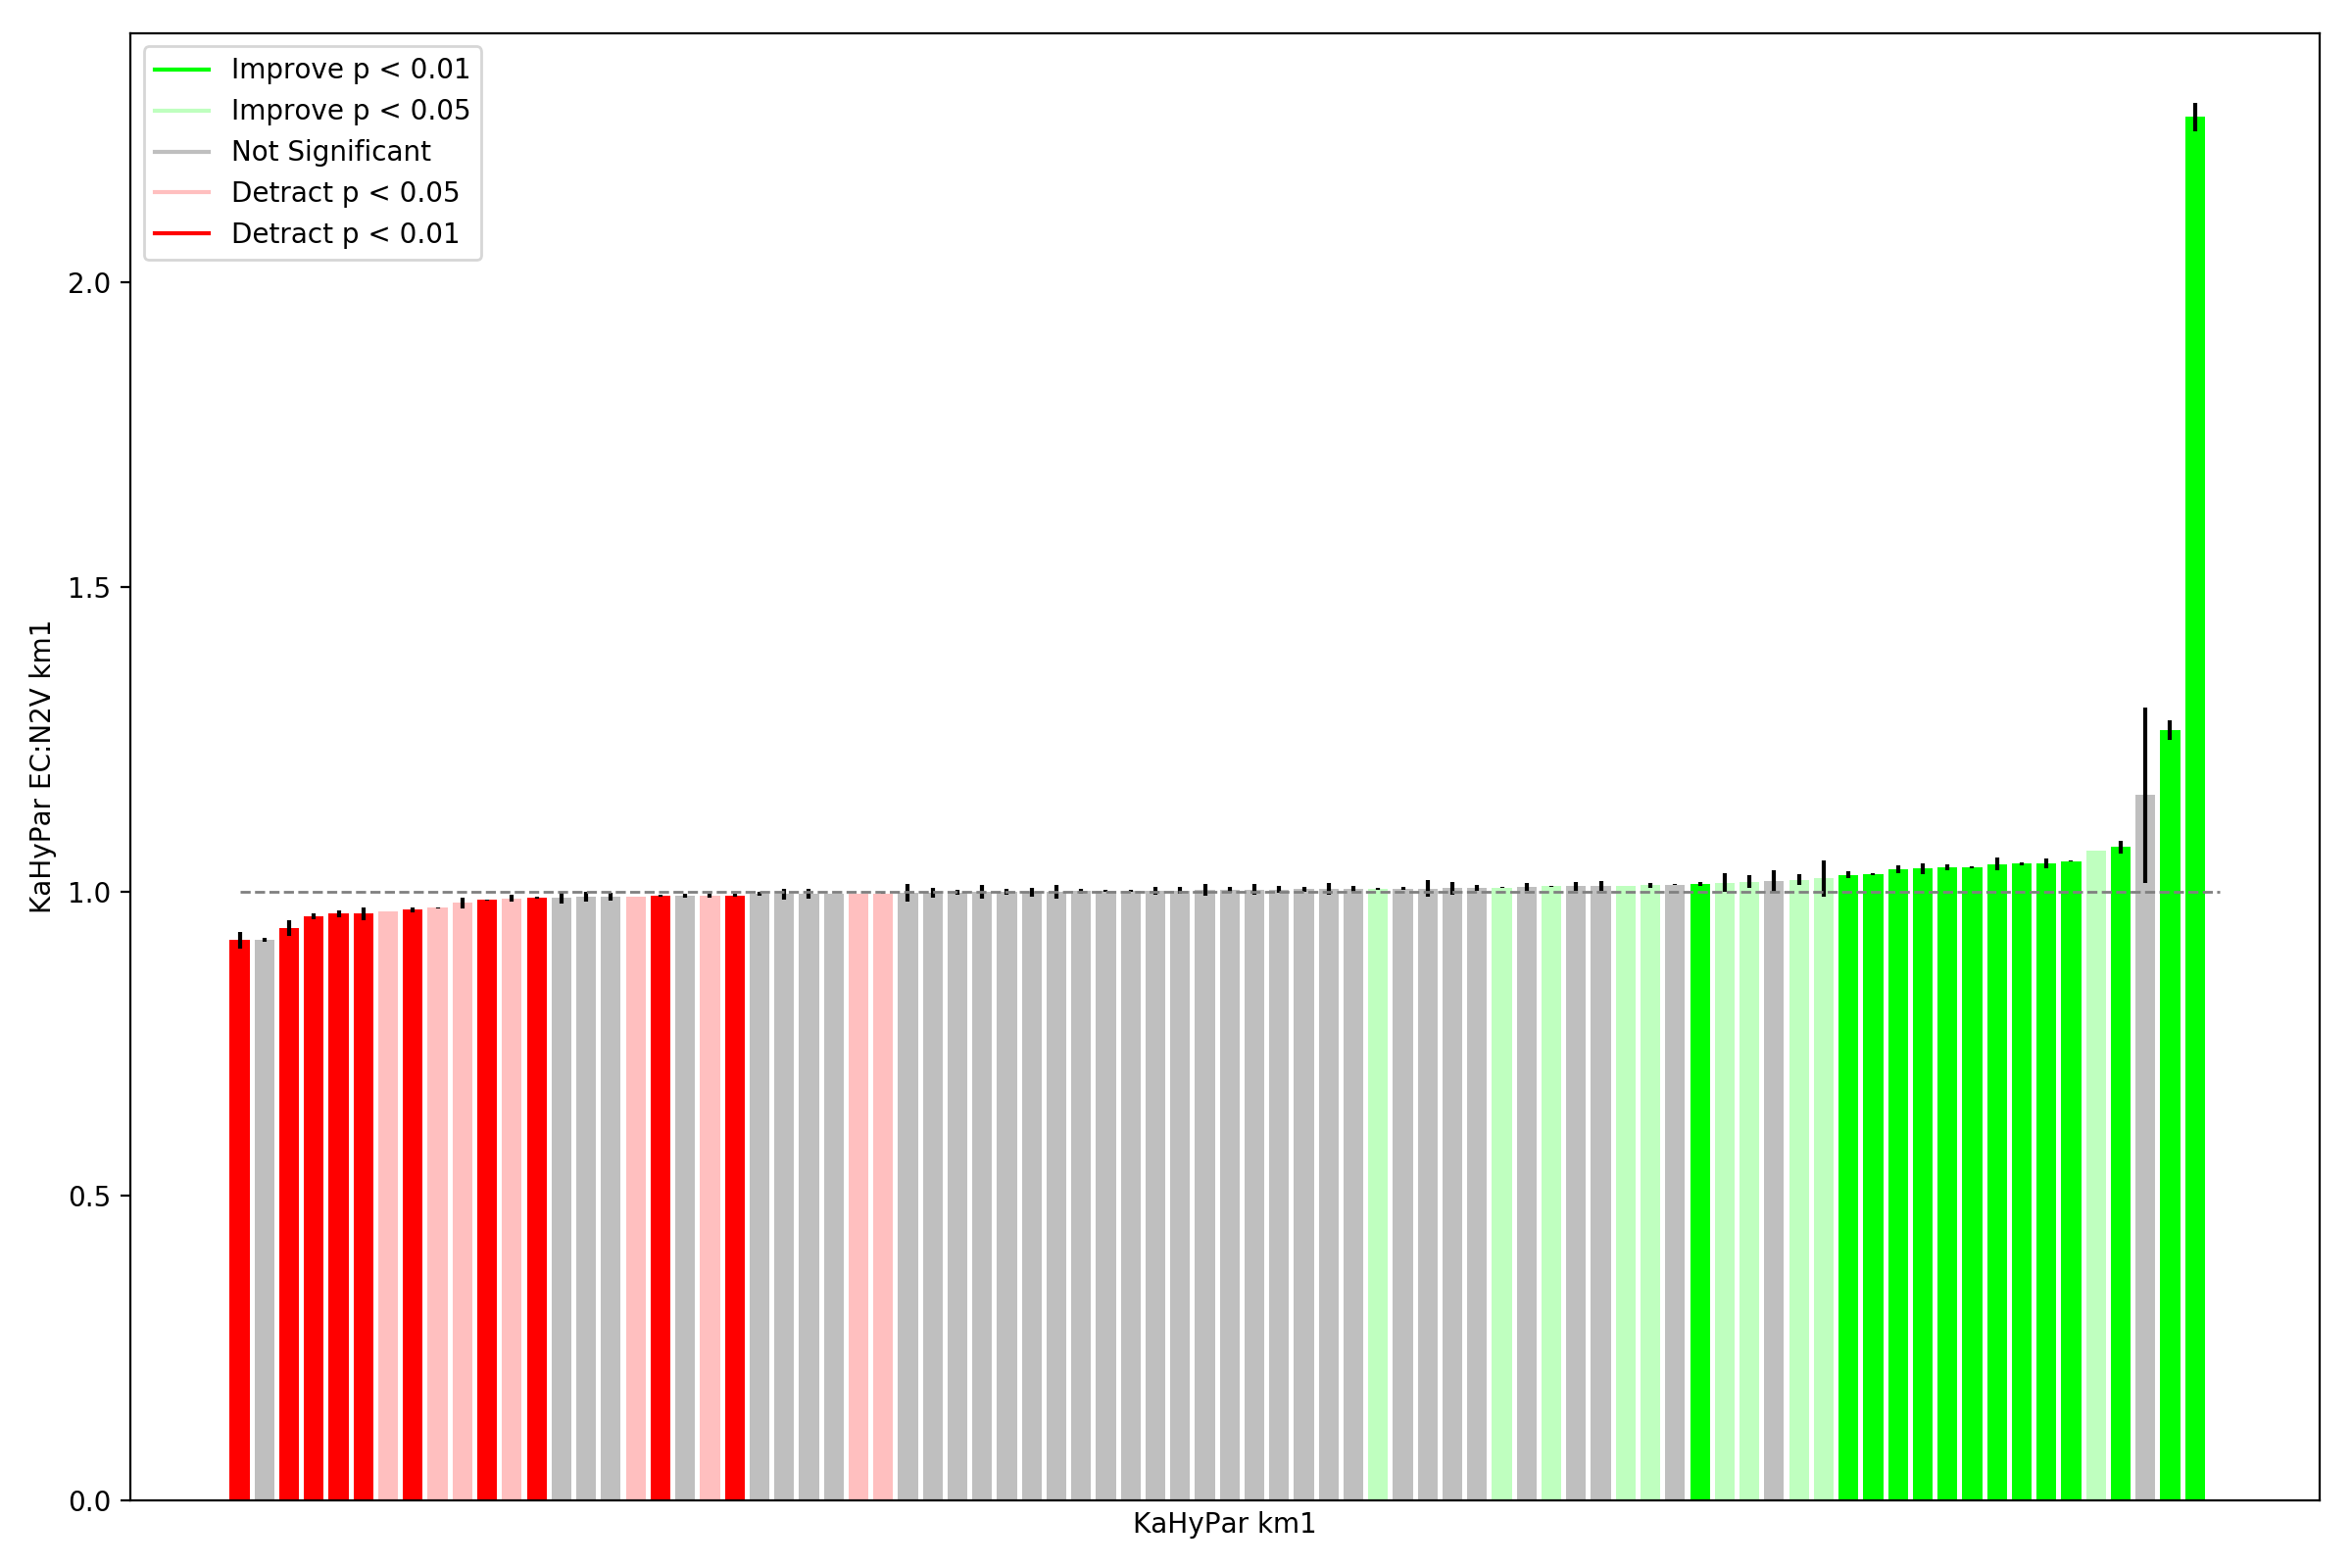 Improve p < 0.01
Improve p < 0.05
Not Significant
Detract p < 0.05
Detract p < 0.01
KaHyPar EC:N2V km1
2.0
1.5
1.0
0.5
0.0
KaHyPar km1